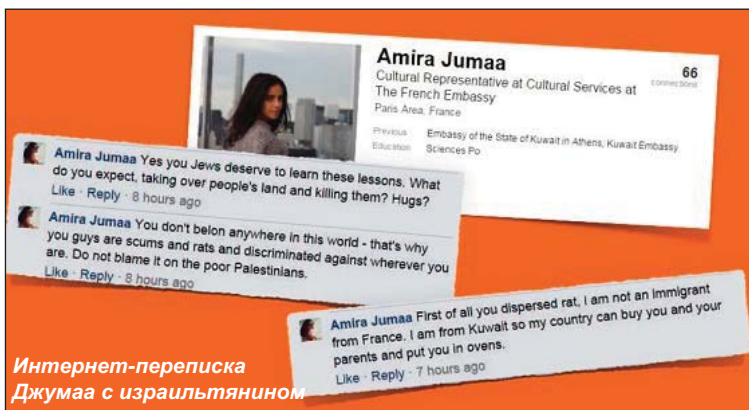 Amira Jumaa
66
connections
Cultural Representative at Cultural Services at
The French Embassy
Paris Area, France
Previous Embassy of the State of Kuwait in Athens, Kuwait Embassy
Education Sciences Po
Amira Jumaa Yes you Jews deserve to learn these lessons. What
do you expect, taking over people's land and killing them? Hugs?
Like · Reply · 8 hours ago
Amira Jumaa You don't belon anywhere in this world - that's why
you guys are scums and rats and discriminated against wherever you
are. Do not blame it on the poor Palestinians.
Like · Reply · 8 hours ago
Amira Jumaa First of all you dispersed rat, i am not an immigrant
from France. I am from Kuwait so my country can buy you and your
parents and put you in ovens.
Like · Reply · 7 hours ago
Интернет-переписка
Джумаа с израильтянином